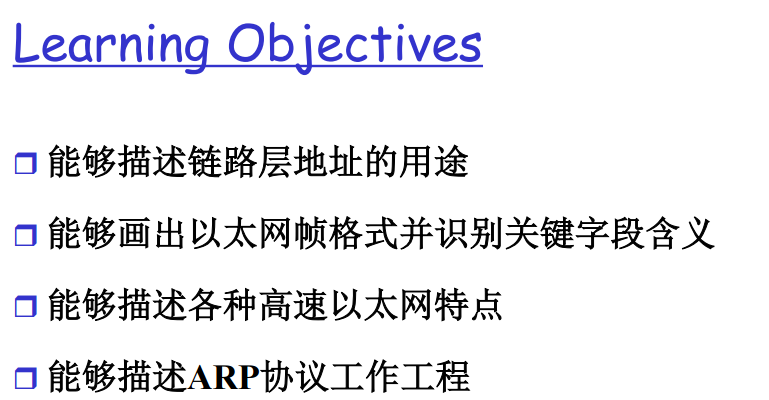 Learning Objectives
能够描述链路层地址的用途
能够画出以太网帧格式并识别关键字段含义
能够描述各种高速以太网特点
能够描述ARP协议工作工程